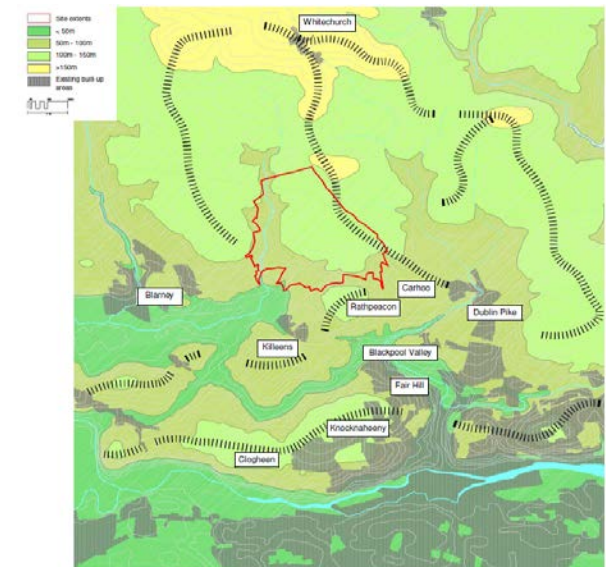 Site extents
< 50m
50m - 100m
100m - 150m
>150m
Existing built-up
areas
Whitechurch
Blarney
Carhoo
Rathpeacon
Dublin Pike
Killeens
Blackpool Valley
Fair Hill
Knocknaheeny
Clogheen